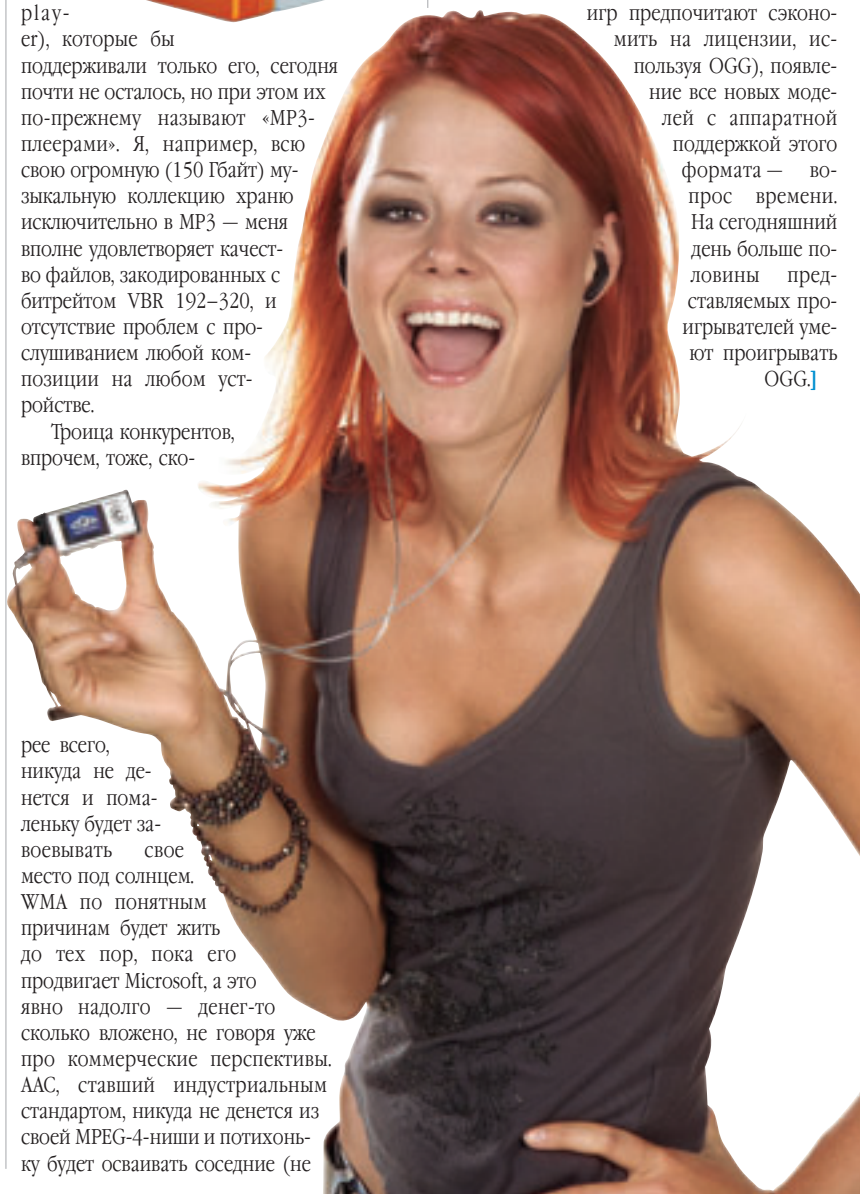 play-
er), которые бы
поддерживали только его, сегодня
почти не осталось, но при этом их
по-прежнему называют «MP3-
плеерами». Я, например, всю
свою огромную (150 Гбайт) му-
зыкальную коллекцию храню
исключительно в MP3 — меня
вполне удовлетворяет качест-
во файлов, закодированных с
битрейтом VBR 192–320, и
отсутствие проблем с про-
слушиванием любой ком-
позиции на любом уст-
ройстве.
Троица конкурентов,
впрочем, тоже, ско-
рее всего,
никуда не де-
нется и пома-
леньку будет за-
воевывать свое
место под солнцем.
WMA по понятным
причинам будет жить
до тех пор, пока его
продвигает Microsoft, а это
явно надолго — денег-то
сколько вложено, не говоря уже
про коммерческие перспективы.
AAC, ставший индустриальным
стандартом, никуда не денется из
своей MPEG-4-ниши и потихонь-
ку будет осваивать соседние (не
игр предпочитают сэконо-
мить на лицензии, ис-
пользуя OGG), появле-
ние все новых моде-
лей с аппаратной
поддержкой этого
формата — во-
прос времени.
На сегодняшний
день больше по-
ловины пред-
ставляемых про-
игрывателей уме-
ют проигрывать
OGG.]